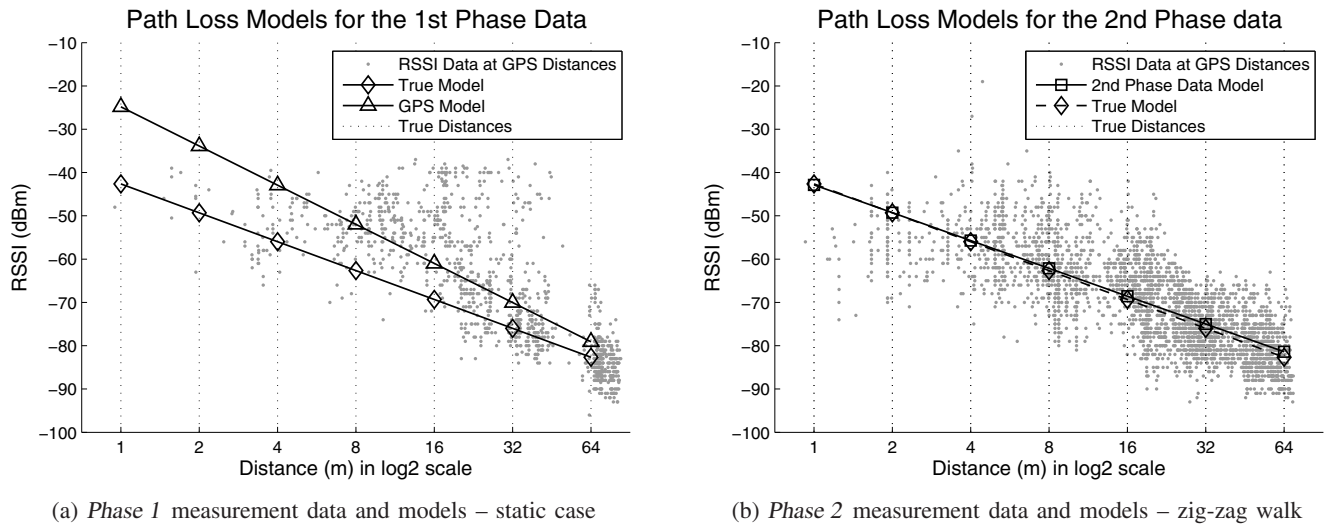 Path Loss Models for the 1st Phase Data
−10
−20
−30
−40
−50
−60
−70
−80
−90
−100
RSSI (dBm)
RSSI Data at GPS Distances
True Model
GPS Model
True Distances
1 2 4 8 16 32 64
Distance (m) in log2 scale
(a) Phase 1 measurement data and models – static case
Path Loss Models for the 2nd Phase data
−10
−20
−30
−40
−50
−60
−70
−80
−90
−100
RSSI (dBm)
RSSI Data at GPS Distances
2nd Phase Data Model
True Model
True Distances
1 2 4 8 16 32 64
Distance (m) in log2 scale
(b) Phase 2 measurement data and models – zig-zag walk